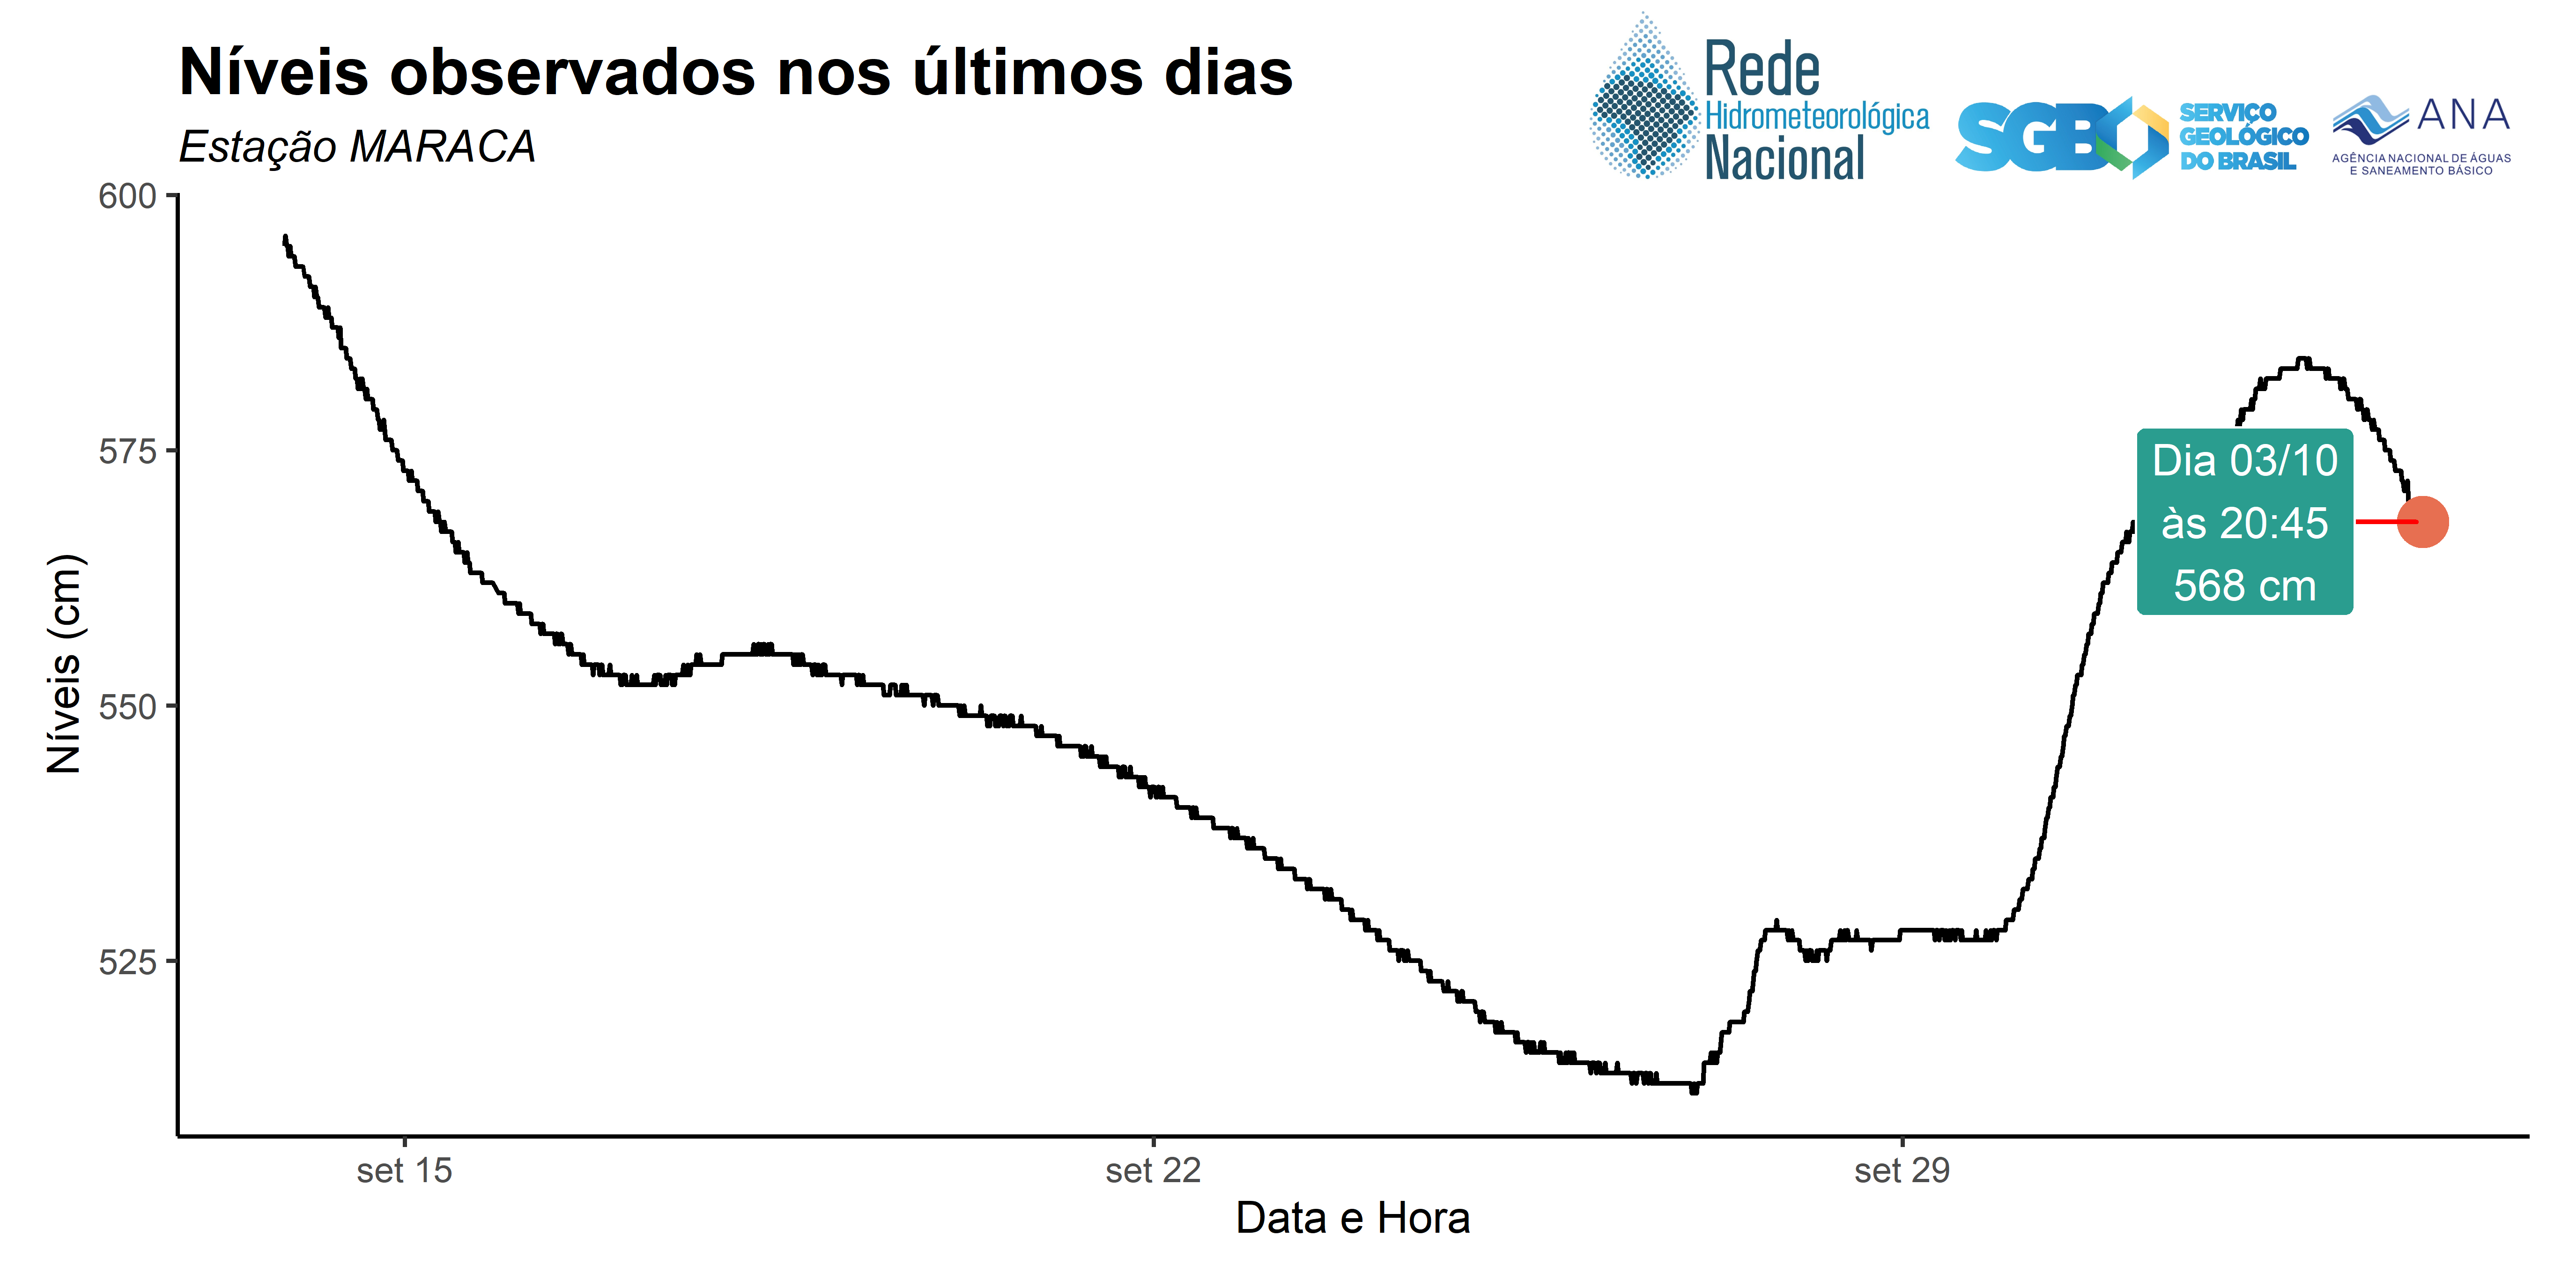 Níveis observados nos últimos dias
Estação MARACA
Rede
Hidrometeorológica
Nacional
SGB
SERVIÇO
GEOLÓGICO
DO BRASIL
ANA
AGÊNCIA NACIONAL DE ÁGUAS
E SANEAMENTO BÁSICO
600
575
550
525
Níveis (cm)
Dia 03/10
às 20:45
568 cm
set 15
set 22
set 29
Data e Hora